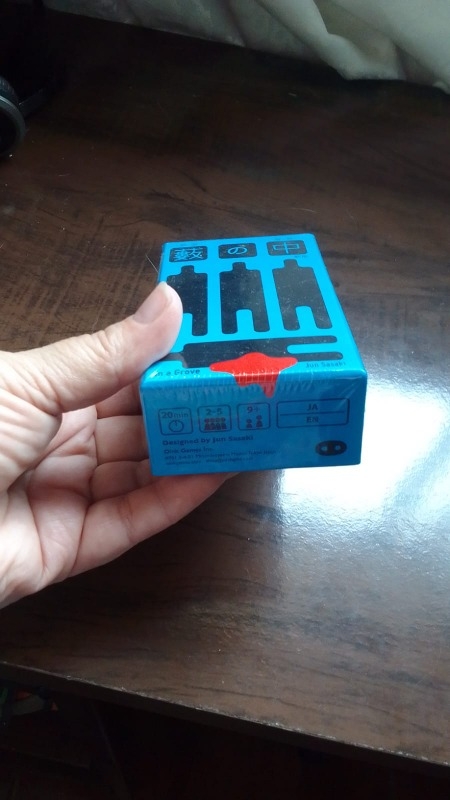 藪の中
In a Grove
Jun Sasaki
20min
2-5
9+
JA
EN
Designed by Jun Sasaki
Oink Games Inc.